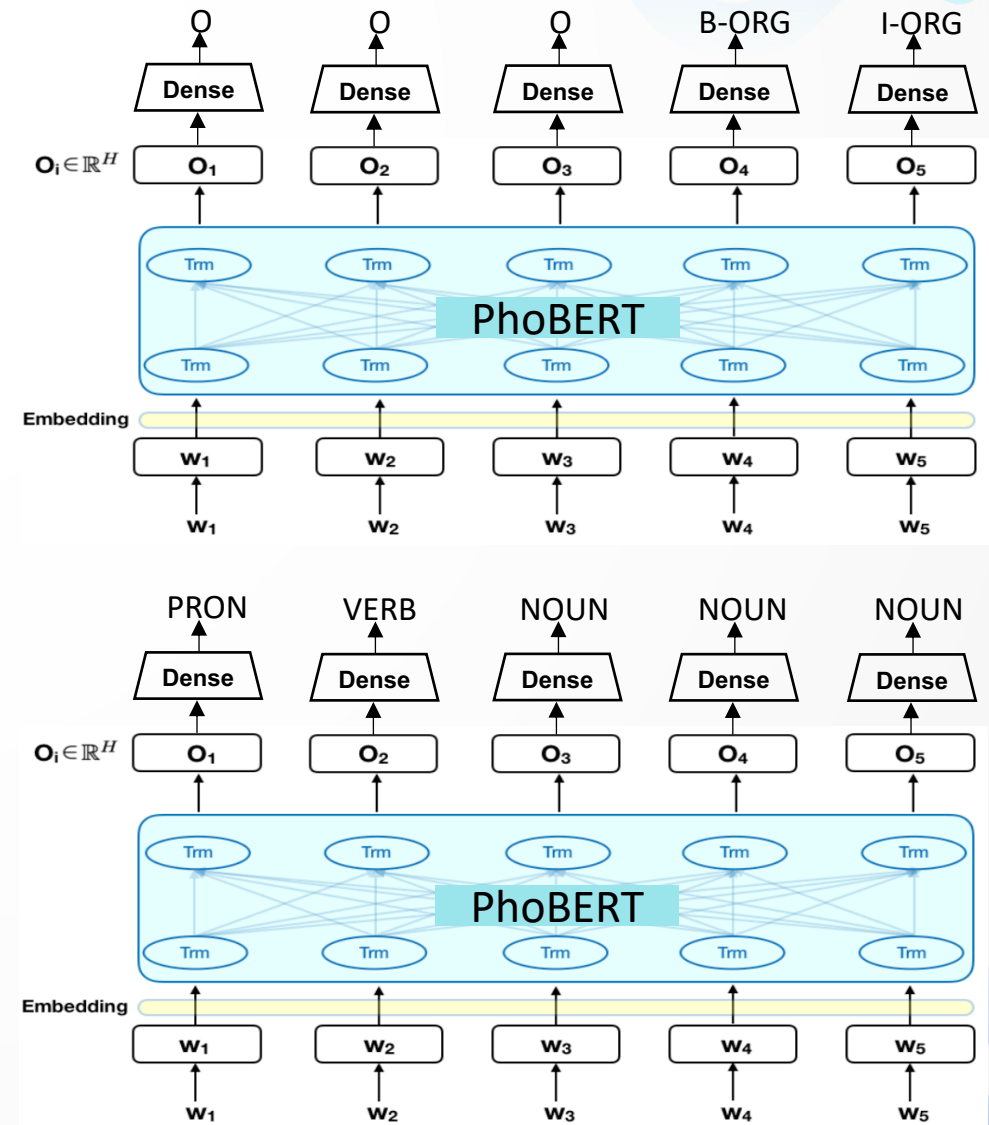 O O O B-ORG I-ORG
Dense Dense Dense Dense Dense
Oᵢ∈ℝᴴ O₁ O₂ O₃ O₄ O₅
Trm Trm Trm Trm Trm
PhoBERT
Trm Trm Trm Trm Trm
Embedding
W₁ W₂ W₃ W₄ W₅
W₁ W₂ W₃ W₄ W₅
PRON VERB NOUN NOUN NOUN
Dense Dense Dense Dense Dense
Oᵢ∈ℝᴴ O₁ O₂ O₃ O₄ O₅
Trm Trm Trm Trm Trm
PhoBERT
Trm Trm Trm Trm Trm
Embedding
W₁ W₂ W₃ W₄ W₅
W₁ W₂ W₃ W₄ W₅